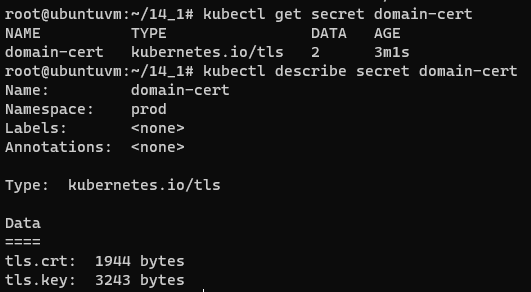 root@ubuntuvm:~/14_1# kubectl get secret domain-cert
NAME          TYPE                DATA   AGE
domain-cert   kubernetes.io/tls   2      3m1s
root@ubuntuvm:~/14_1# kubectl describe secret domain-cert
Name:         domain-cert
Namespace:    prod
Labels:       <none>
Annotations:  <none>

Type:  kubernetes.io/tls

Data
====
tls.crt:  1944 bytes
tls.key:  3243 bytes